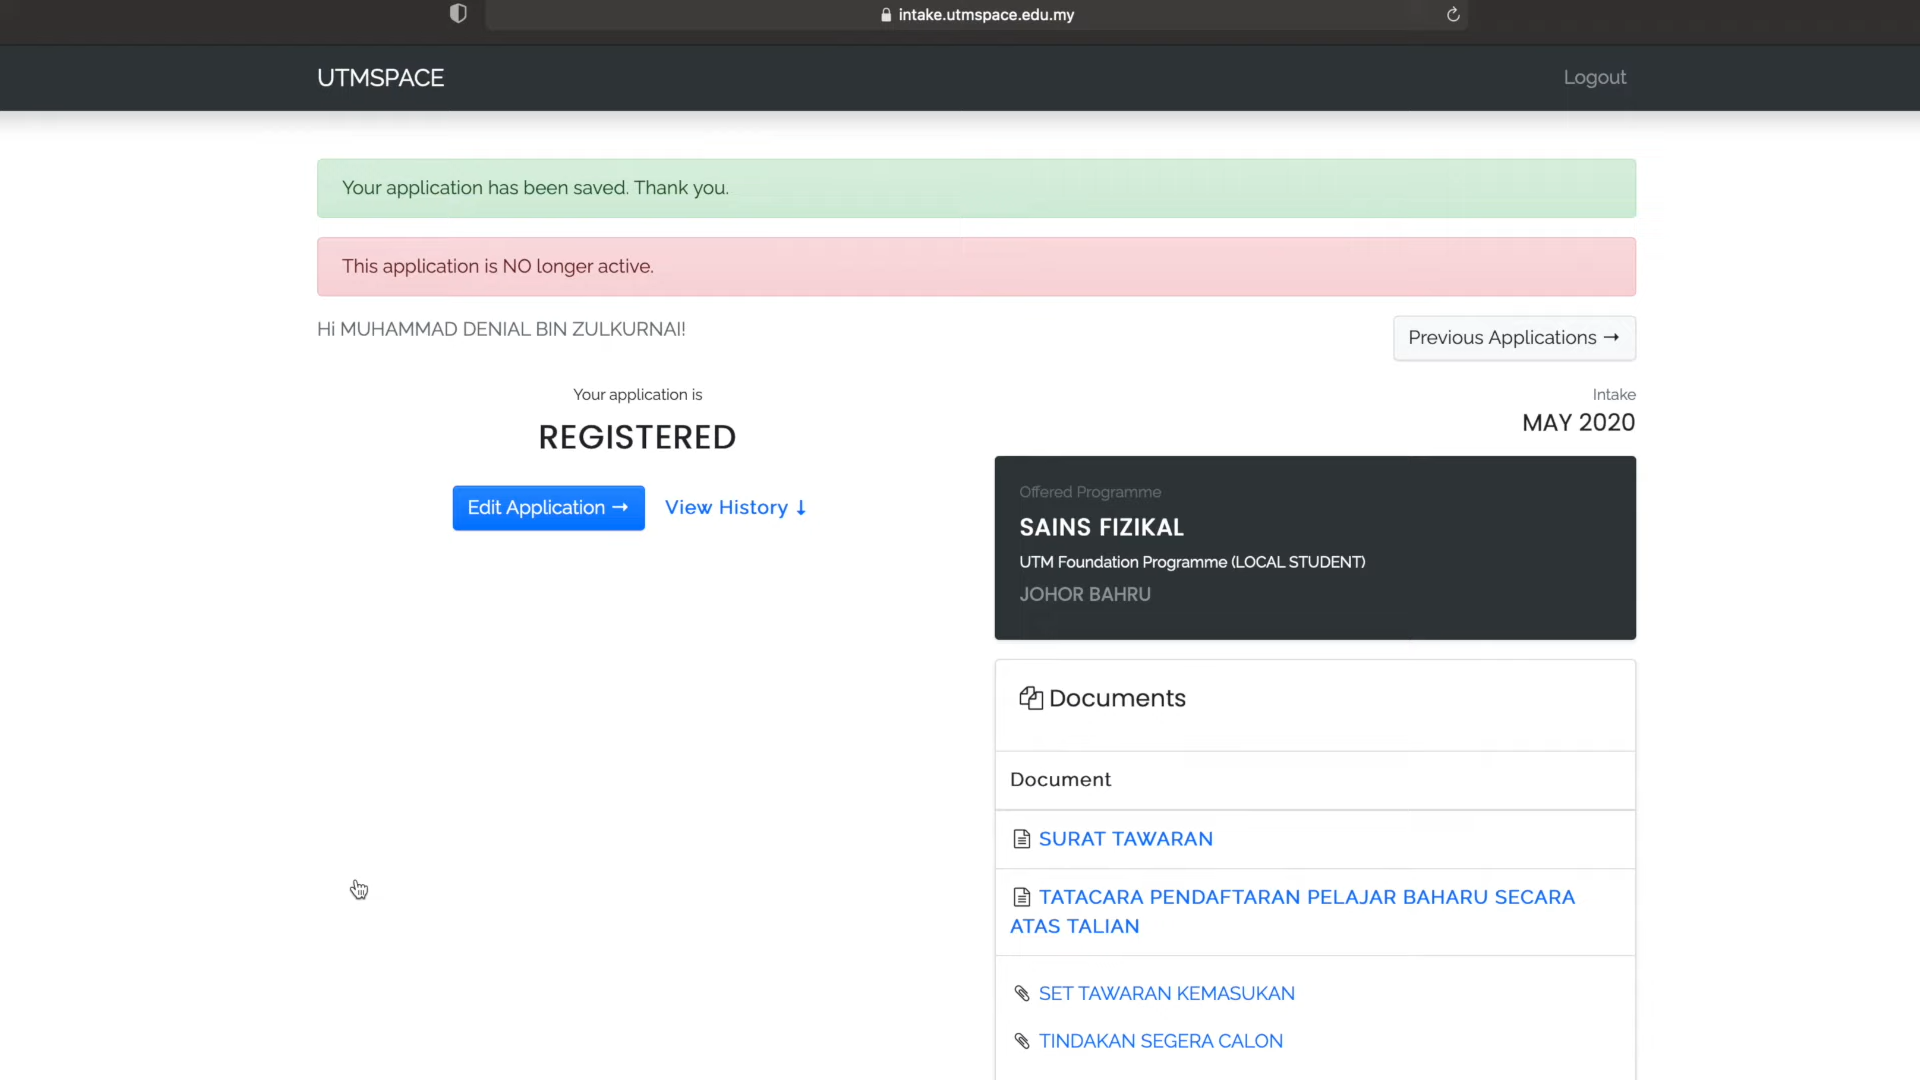 intake.utmspace.edu.my
UTMSPACE
Logout
Your application has been saved. Thank you.
This application is NO longer active.
Hi MUHAMMAD DENIAL BIN ZULKURNAI!
Previous Applications →
Your application is
REGISTERED
Edit Application →
View History ↓
Intake
MAY 2020
Offered Programme
SAINS FIZIKAL
UTM Foundation Programme (LOCAL STUDENT)
JOHOR BAHRU
Documents
Document
SURAT TAWARAN
TATACARA PENDAFTARAN PELAJAR BAHARU SECARA
ATAS TALIAN
SET TAWARAN KEMASUKAN
TINDAKAN SEGERA CALON